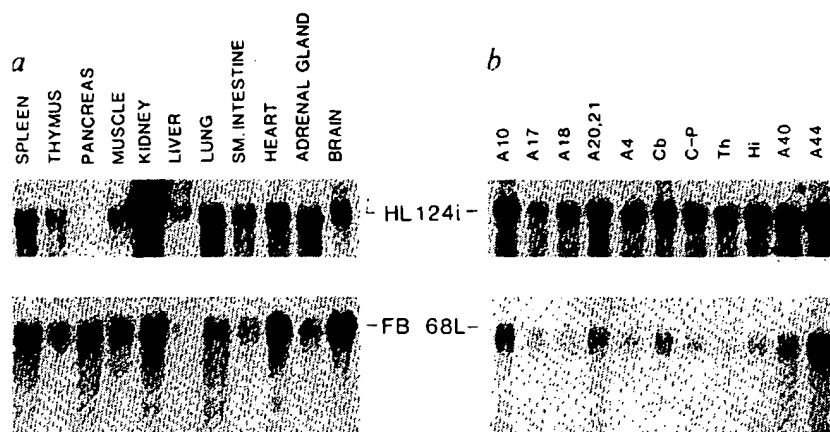 a
SPLEEN
THYMUS
PANCREAS
MUSCLE
KIDNEY
LIVER
LUNG
SM. INTESTINE
HEART
ADRENAL GLAND
BRAIN
b
A10
A17
A18
A20,21
A4
Cb
C-P
Th
Hi
A40
A44
- HL124i -
-FB 68L-